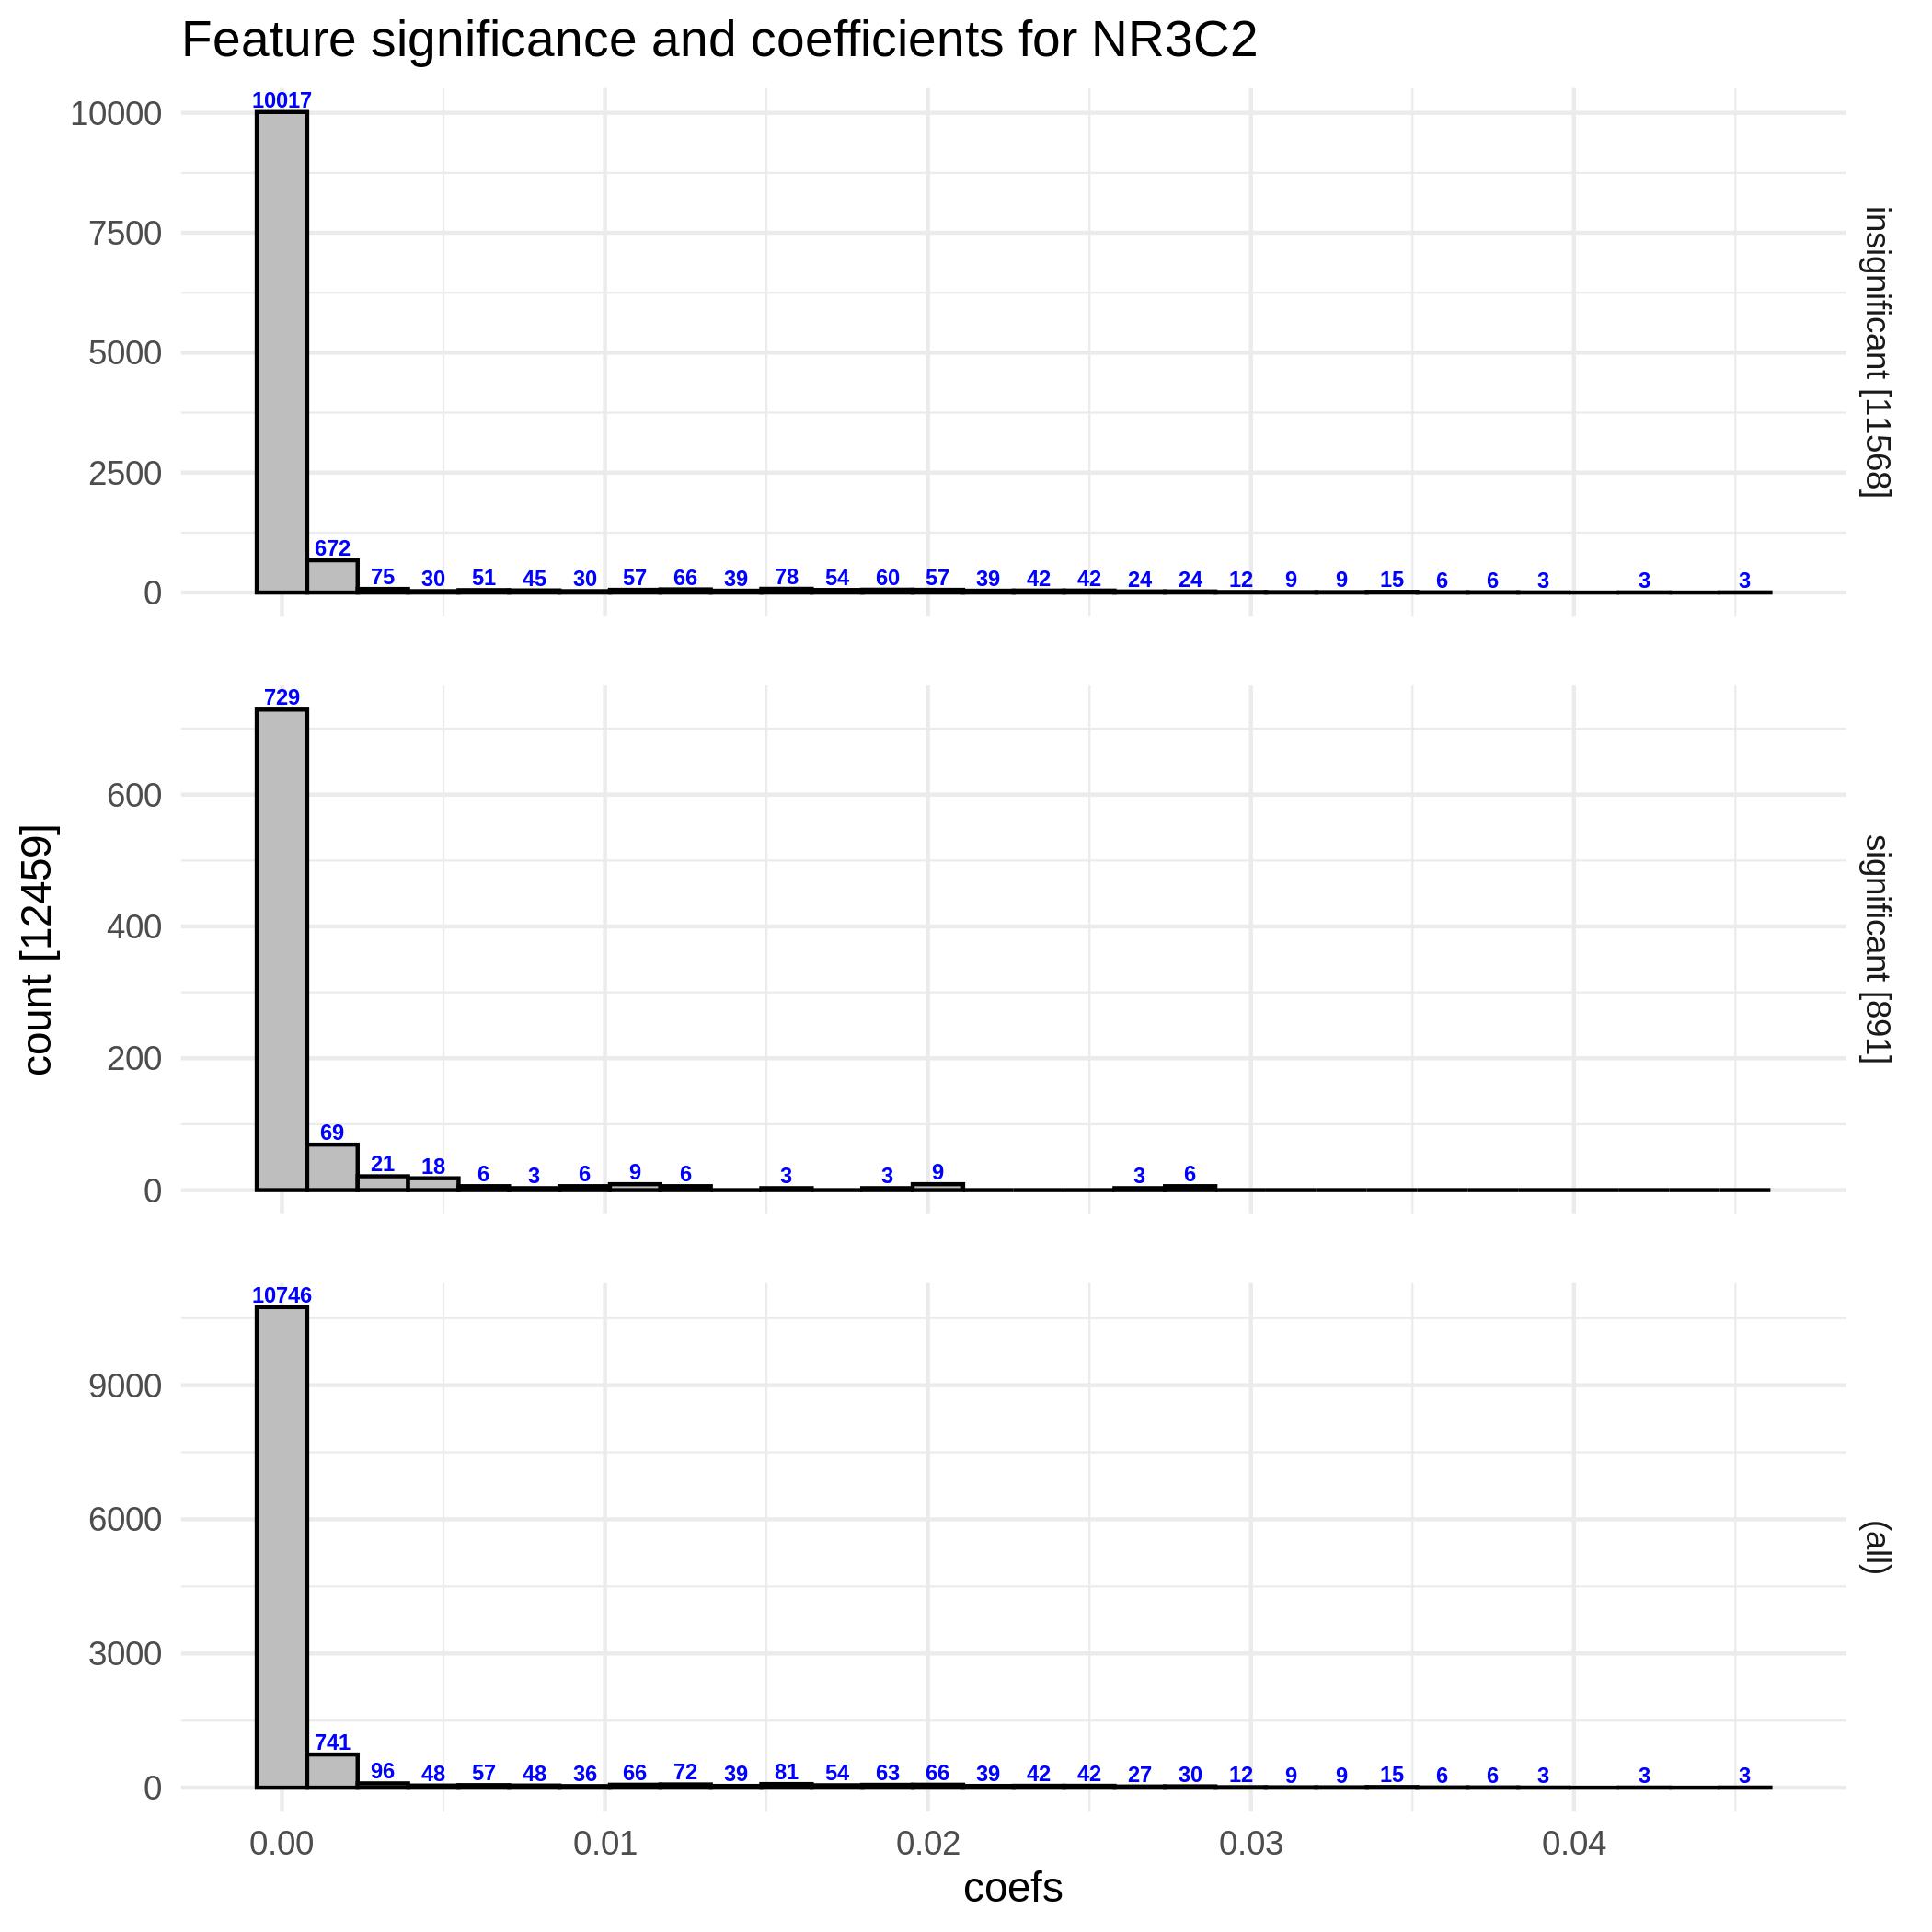 Feature significance and coefficients for NR3C2
10017
10000
7500
5000
2500
0
672 75 30 51 45 30 57 66 39 78 54 60 57 39 42 42 24 24 12 9 9 15 6 6 3 3 3
insignificant [11568]
729
600
400
200
0
69 21 18 6 3 6 9 6 3 3 9 3 6
significant [891]
count [12459]
10746
9000
6000
3000
0
741 96 48 57 48 36 66 72 39 81 54 63 66 39 42 42 27 30 12 9 9 15 6 6 3 3 3
(all)
0.00 0.01 0.02 0.03 0.04
coefs